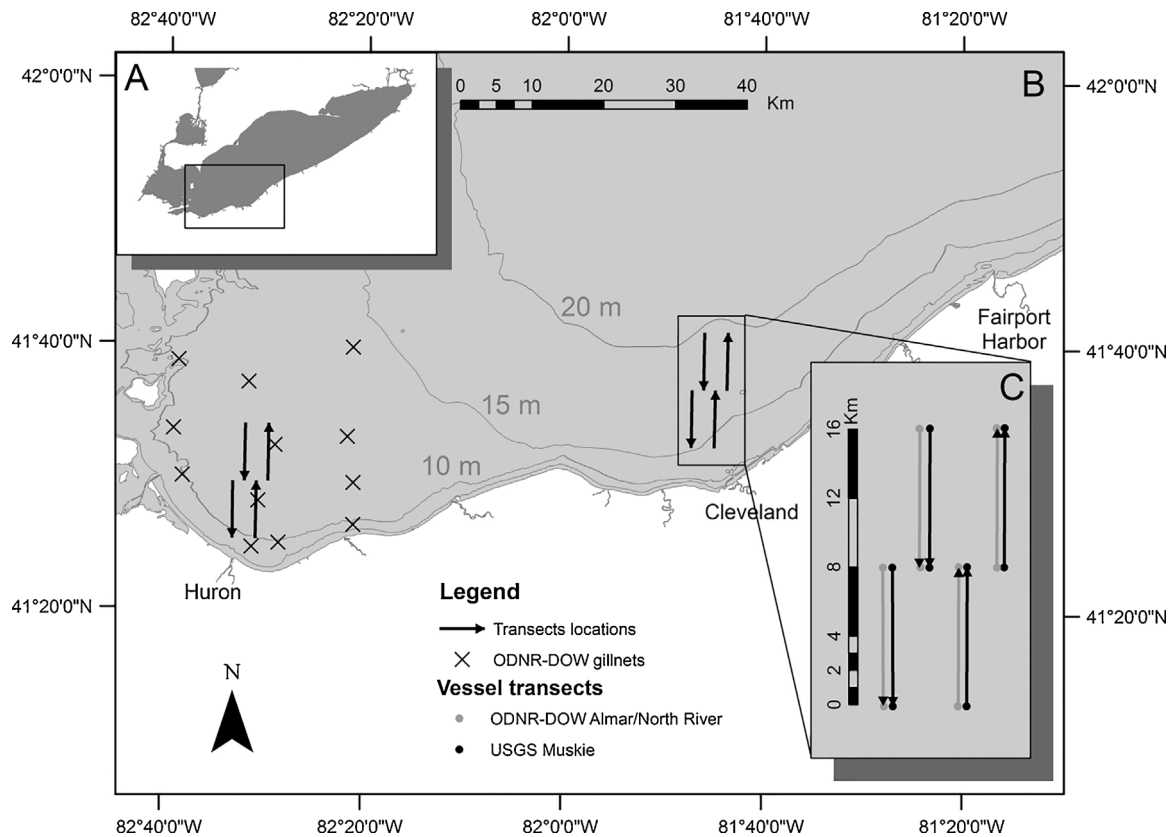 82°40'0"W 82°20'0"W 82°0'0"W 81°40'0"W 81°20'0"W
A
0 5 10 20 30 40
Km
B
42°0'0"N
42°0'0"N
20 m
Fairport
Harbor
41°40'0"N
41°40'0"N
15 m
C
Km
16
10 m
12
Cleveland
8
Huron
Legend
41°20'0"N
41°20'0"N
Transects locations
4
ODNR-DOW gillnets
2
N
Vessel transects
0
ODNR-DOW Almar/North River
USGS Muskie
82°40'0"W 82°20'0"W 82°0'0"W 81°40'0"W 81°20'0"W